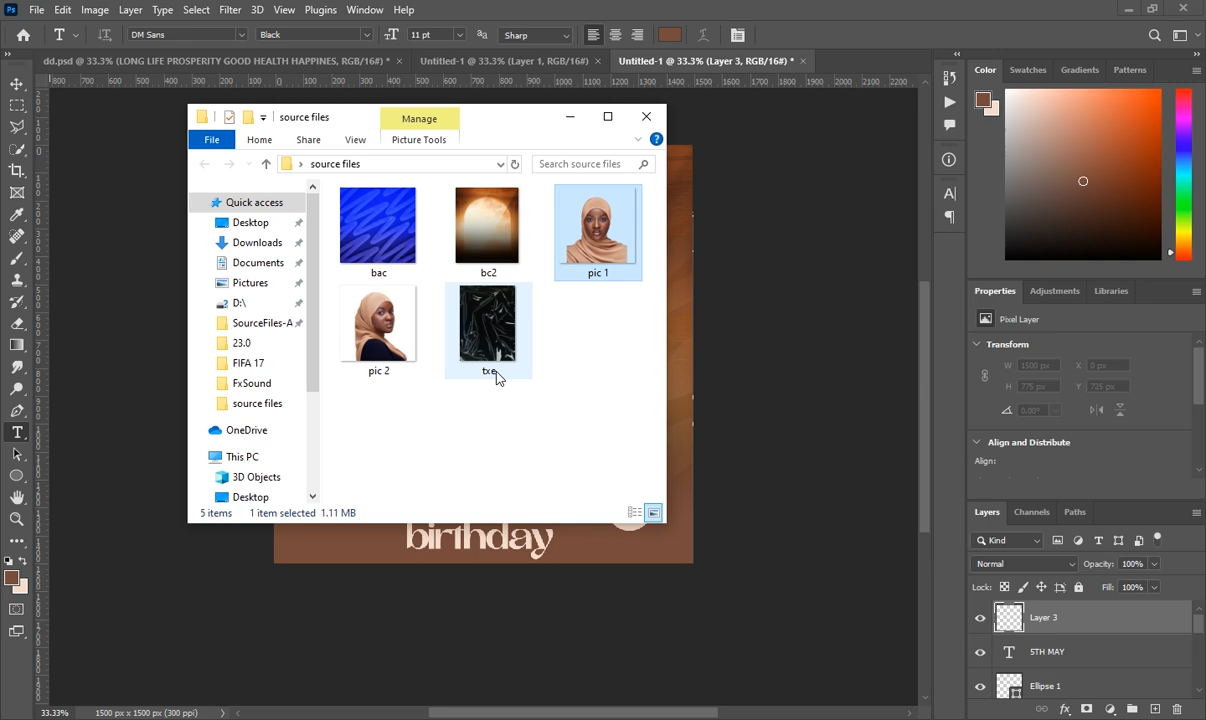 Ps File Edit Image Layer Type Select Filter 3D View Plugins Window Help
DM Sans Black 11 pt Sharp
dd.psd @ 33.3% (LONG LIFE PROSPERITY GOOD HEALTH HAPPINES, RGB/16#) * × Untitled-1 @ 33.3% (Layer 1, RGB/16#) × Untitled-1 @ 33.3% (Layer 3, RGB/16#) * ×
source files Manage
File Home Share View Picture Tools
source files Search source files
Quick access
Desktop
Downloads
Documents
Pictures
D:\
SourceFiles-A
23.0
FIFA 17
FxSound
source files
OneDrive
This PC
3D Objects
Desktop
bac bc2 pic 1
pic 2 txe
5 items 1 item selected 1.11 MB
birthday
Color Swatches Gradients Patterns
Properties Adjustments Libraries
Pixel Layer
Transform
W 1500 px X 0 px
H 775 px Y 725 px
0.00°
Align and Distribute
Align:
Layers Channels Paths
Kind
Normal Opacity: 100%
Lock: Fill: 100%
Layer 3
T 5TH MAY
Ellipse 1
33.33% 1500 px x 1500 px (300 ppi)